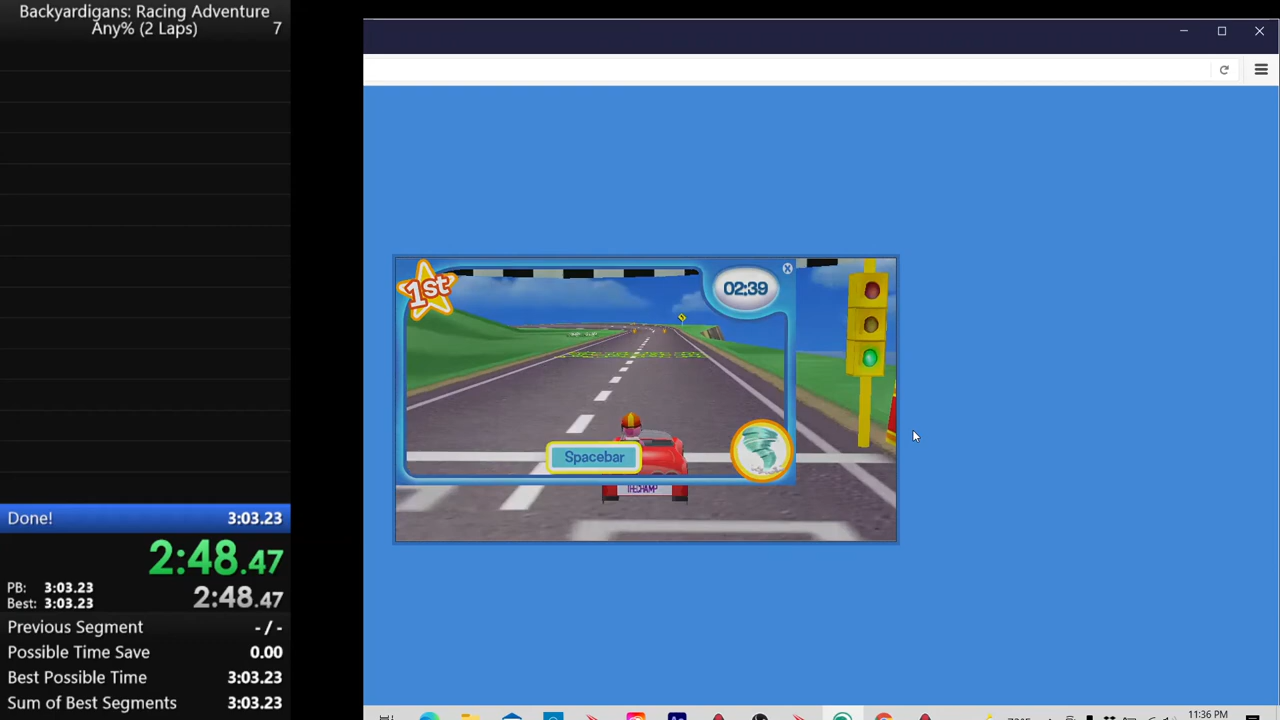 Backyardigans: Racing Adventure
Any% (2 Laps) 7
1st
02:39
Spacebar
THECHAMP
Done! 3:03.23
2:48.47
PB: 3:03.23
Best: 3:03.23
2:48.47
Previous Segment - / -
Possible Time Save 0.00
Best Possible Time 3:03.23
Sum of Best Segments 3:03.23
11:36 PM